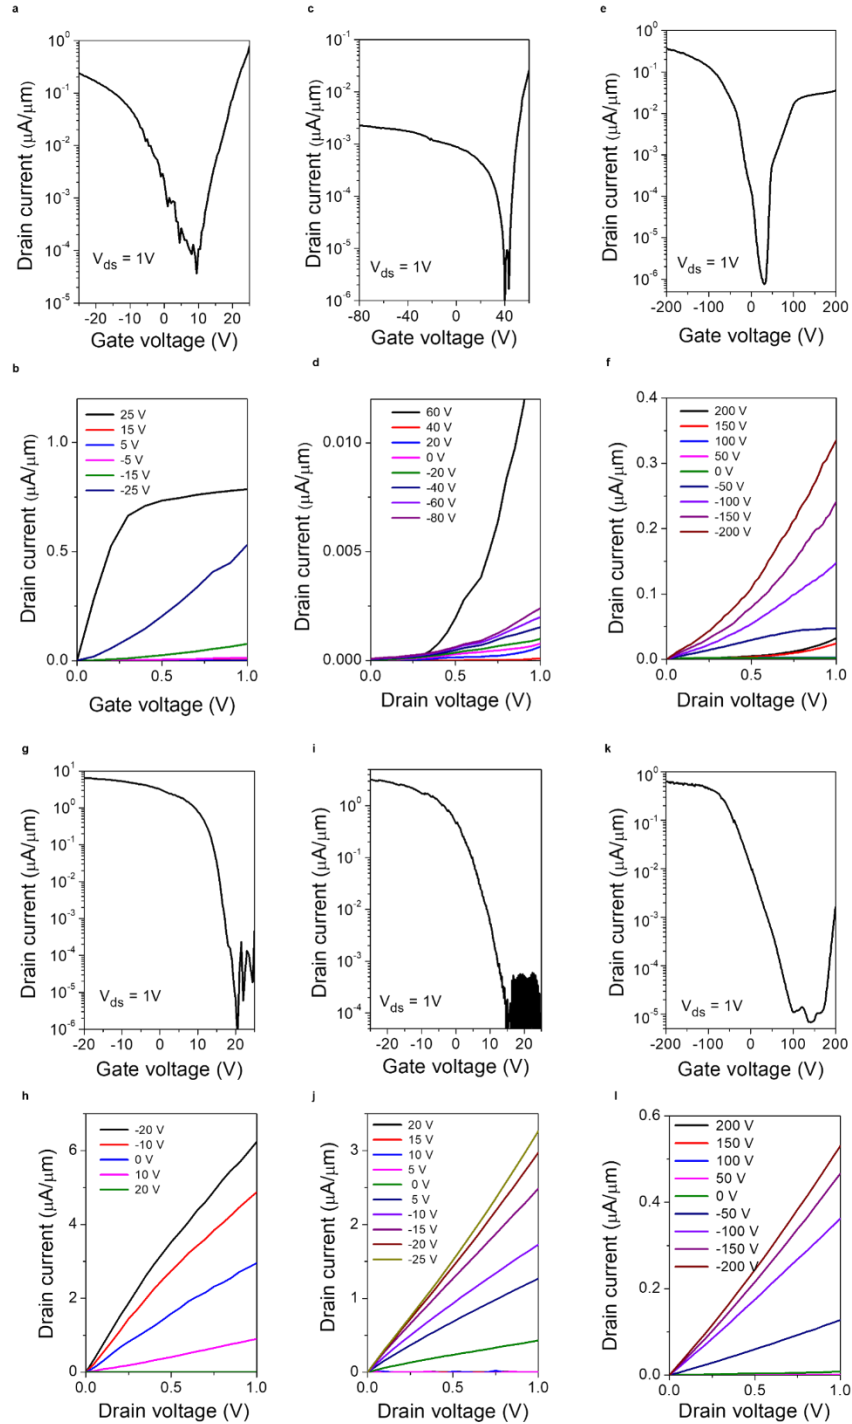 a
c
e
Drain current (μA/μm)
10⁰
10⁻¹
10⁻²
10⁻³
10⁻⁴
10⁻⁵
V_ds = 1V
-20 -10 0 10 20
Gate voltage (V)
Drain current (μA/μm)
10⁻¹
10⁻²
10⁻³
10⁻⁴
10⁻⁵
10⁻⁶
V_ds = 1V
-80 -40 0 40
Gate voltage (V)
Drain current (μA/μm)
10⁰
10⁻¹
10⁻²
10⁻³
10⁻⁴
10⁻⁵
10⁻⁶
V_ds = 1V
-200 -100 0 100 200
Gate voltage (V)
b
d
f
Drain current (μA/μm)
1.0
0.5
0.0
25 V
15 V
5 V
-5 V
-15 V
-25 V
0.0 0.5 1.0
Gate voltage (V)
Drain current (μA/μm)
0.010
0.005
0.000
60 V
40 V
20 V
0 V
-20 V
-40 V
-60 V
-80 V
0.0 0.5 1.0
Drain voltage (V)
Drain current (μA/μm)
0.4
0.3
0.2
0.1
0.0
200 V
150 V
100 V
50 V
0 V
-50 V
-100 V
-150 V
-200 V
0.0 0.5 1.0
Drain voltage (V)
g
i
k
Drain current (μA/μm)
10¹
10⁰
10⁻¹
10⁻²
10⁻³
10⁻⁴
10⁻⁵
10⁻⁶
V_ds = 1V
-20 -10 0 10 20
Gate voltage (V)
Drain current (μA/μm)
10⁰
10⁻¹
10⁻²
10⁻³
10⁻⁴
V_ds = 1V
-20 -10 0 10 20
Gate voltage (V)
Drain current (μA/μm)
10⁰
10⁻¹
10⁻²
10⁻³
10⁻⁴
10⁻⁵
V_ds = 1V
-200 -100 0 100 200
Gate voltage (V)
h
j
l
Drain current (μA/μm)
6
4
2
0
-20 V
-10 V
0 V
10 V
20 V
0.0 0.5 1.0
Drain voltage (V)
Drain current (μA/μm)
3
2
1
0
20 V
15 V
10 V
5 V
0 V
5 V
-10 V
-15 V
-20 V
-25 V
0.0 0.5 1.0
Drain voltage (V)
Drain current (μA/μm)
0.6
0.4
0.2
0.0
200 V
150 V
100 V
50 V
0 V
-50 V
-100 V
-150 V
-200 V
0.0 0.5 1.0
Drain voltage (V)